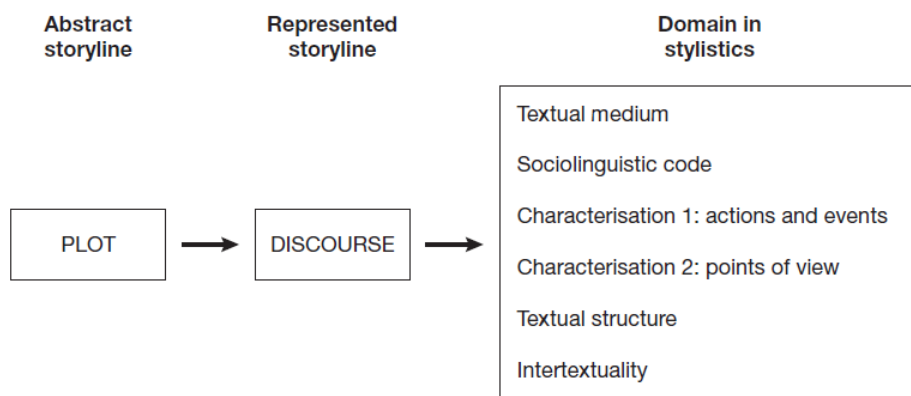 Abstract
storyline
Represented
storyline
Domain in
stylistics
PLOT
DISCOURSE
Textual medium
Sociolinguistic code
Characterisation 1: actions and events
Characterisation 2: points of view
Textual structure
Intertextuality